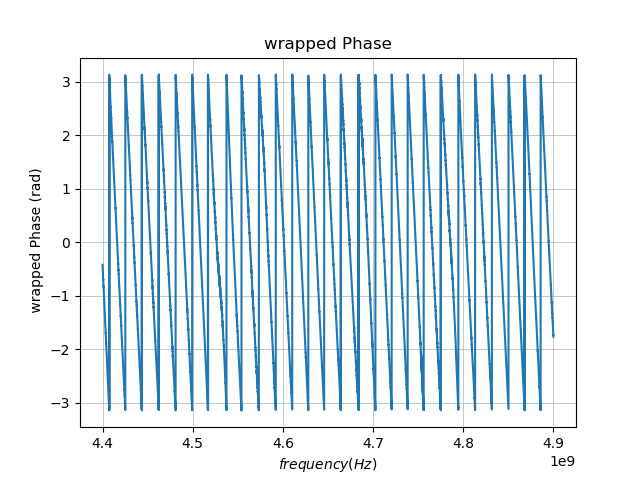 wrapped Phase
wrapped Phase (rad)
3
2
1
0
−1
−2
−3
4.4 4.5 4.6 4.7 4.8 4.9
1e9
frequency(Hz)